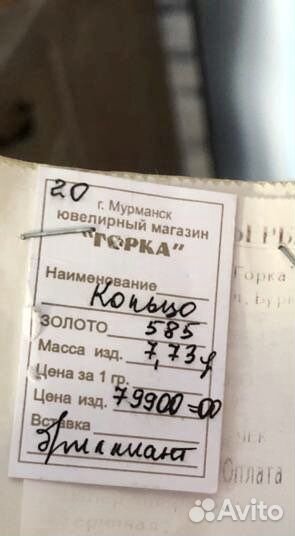 20
г. Мурманск
ювелирный магазин
"ГОРКА"
Наименование
Кольцо
ЗОЛОТО 585
Масса изд. 7,73 г
Цена за 1 гр.
Цена изд. 79900=00
Вставка
Бриллиант
Горка
ЧЕК
Оплата
Avito